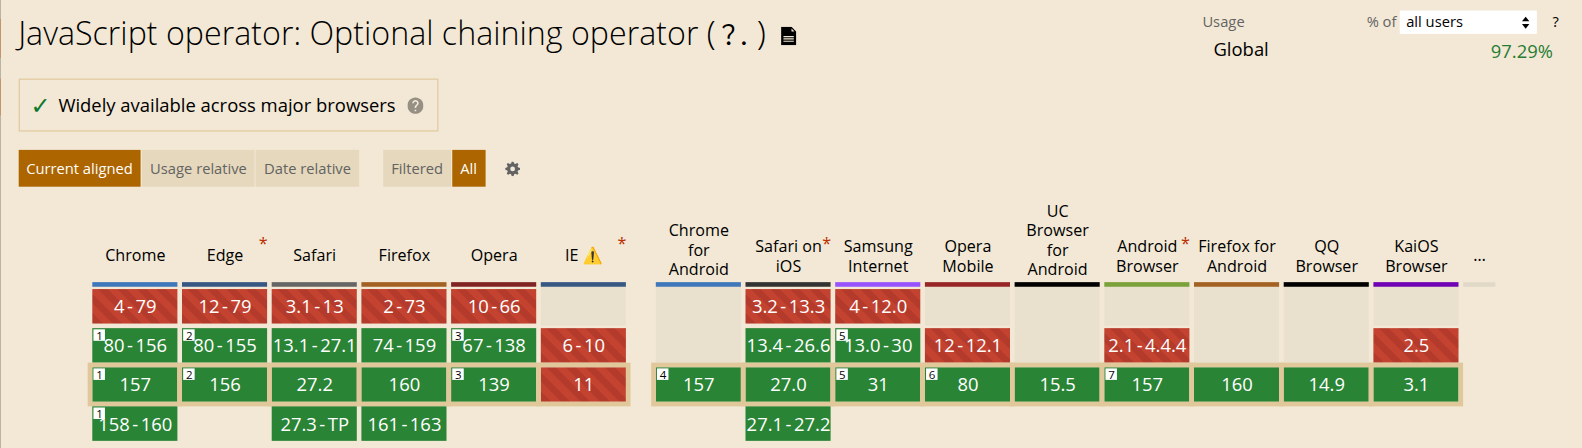 JavaScript operator: Optional chaining operator (?.)
Usage % of all users ?
Global 97.29%
✓ Widely available across major browsers ?
Current aligned Usage relative Date relative Filtered All
Chrome Edge * Safari Firefox Opera IE ⚠️ * Chrome for Android Safari on iOS * Samsung Internet Opera Mobile UC Browser for Android Android Browser * Firefox for Android QQ Browser KaiOS Browser ...
4-79 12-79 3.1-13 2-73 10-66 3.2-13.3 4-12.0
1 80-156 2 80-155 13.1-27.1 74-159 3 67-138 6-10 13.4-26.6 5 13.0-30 12-12.1 2.1-4.4.4 2.5
1 157 2 156 27.2 160 3 139 11 4 157 27.0 5 31 6 80 15.5 7 157 160 14.9 3.1
1 158-160 27.3-TP 161-163 27.1-27.2